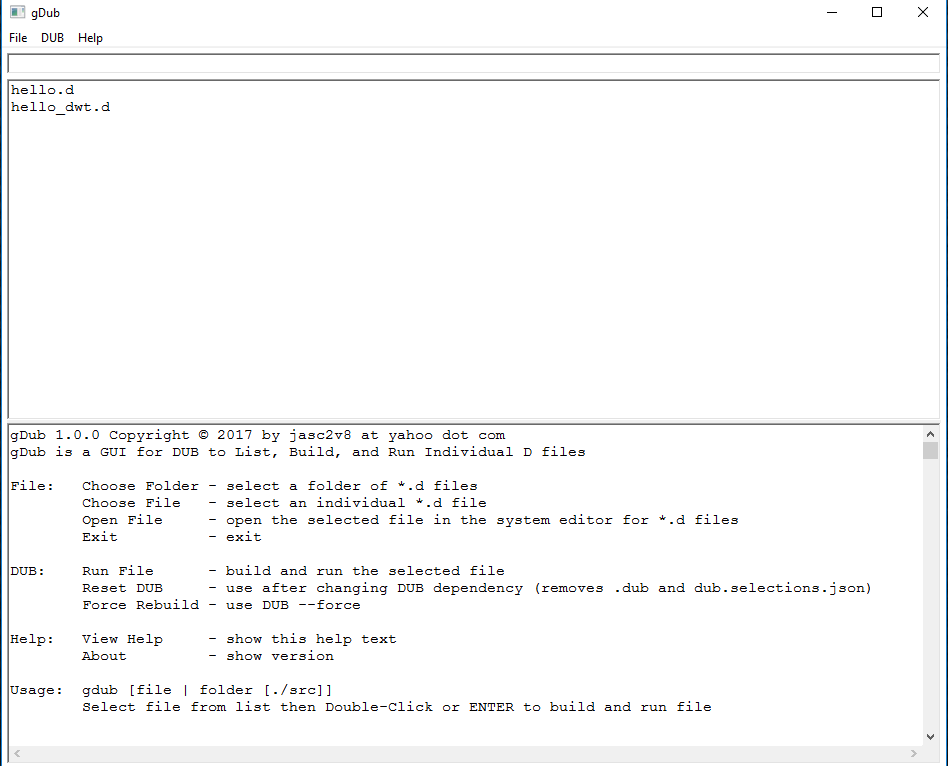 gDub
File DUB Help
hello.d
hello_dwt.d
gDub 1.0.0 Copyright © 2017 by jasc2v8 at yahoo dot com
gDub is a GUI for DUB to List, Build, and Run Individual D files
File:   Choose Folder - select a folder of *.d files
        Choose File   - select an individual *.d file
        Open File     - open the selected file in the system editor for *.d files
        Exit          - exit
DUB:    Run File      - build and run the selected file
        Reset DUB     - use after changing DUB dependency (removes .dub and dub.selections.json)
        Force Rebuild - use DUB --force
Help:   View Help     - show this help text
        About         - show version
Usage:  gdub [file | folder [./src]]
        Select file from list then Double-Click or ENTER to build and run file